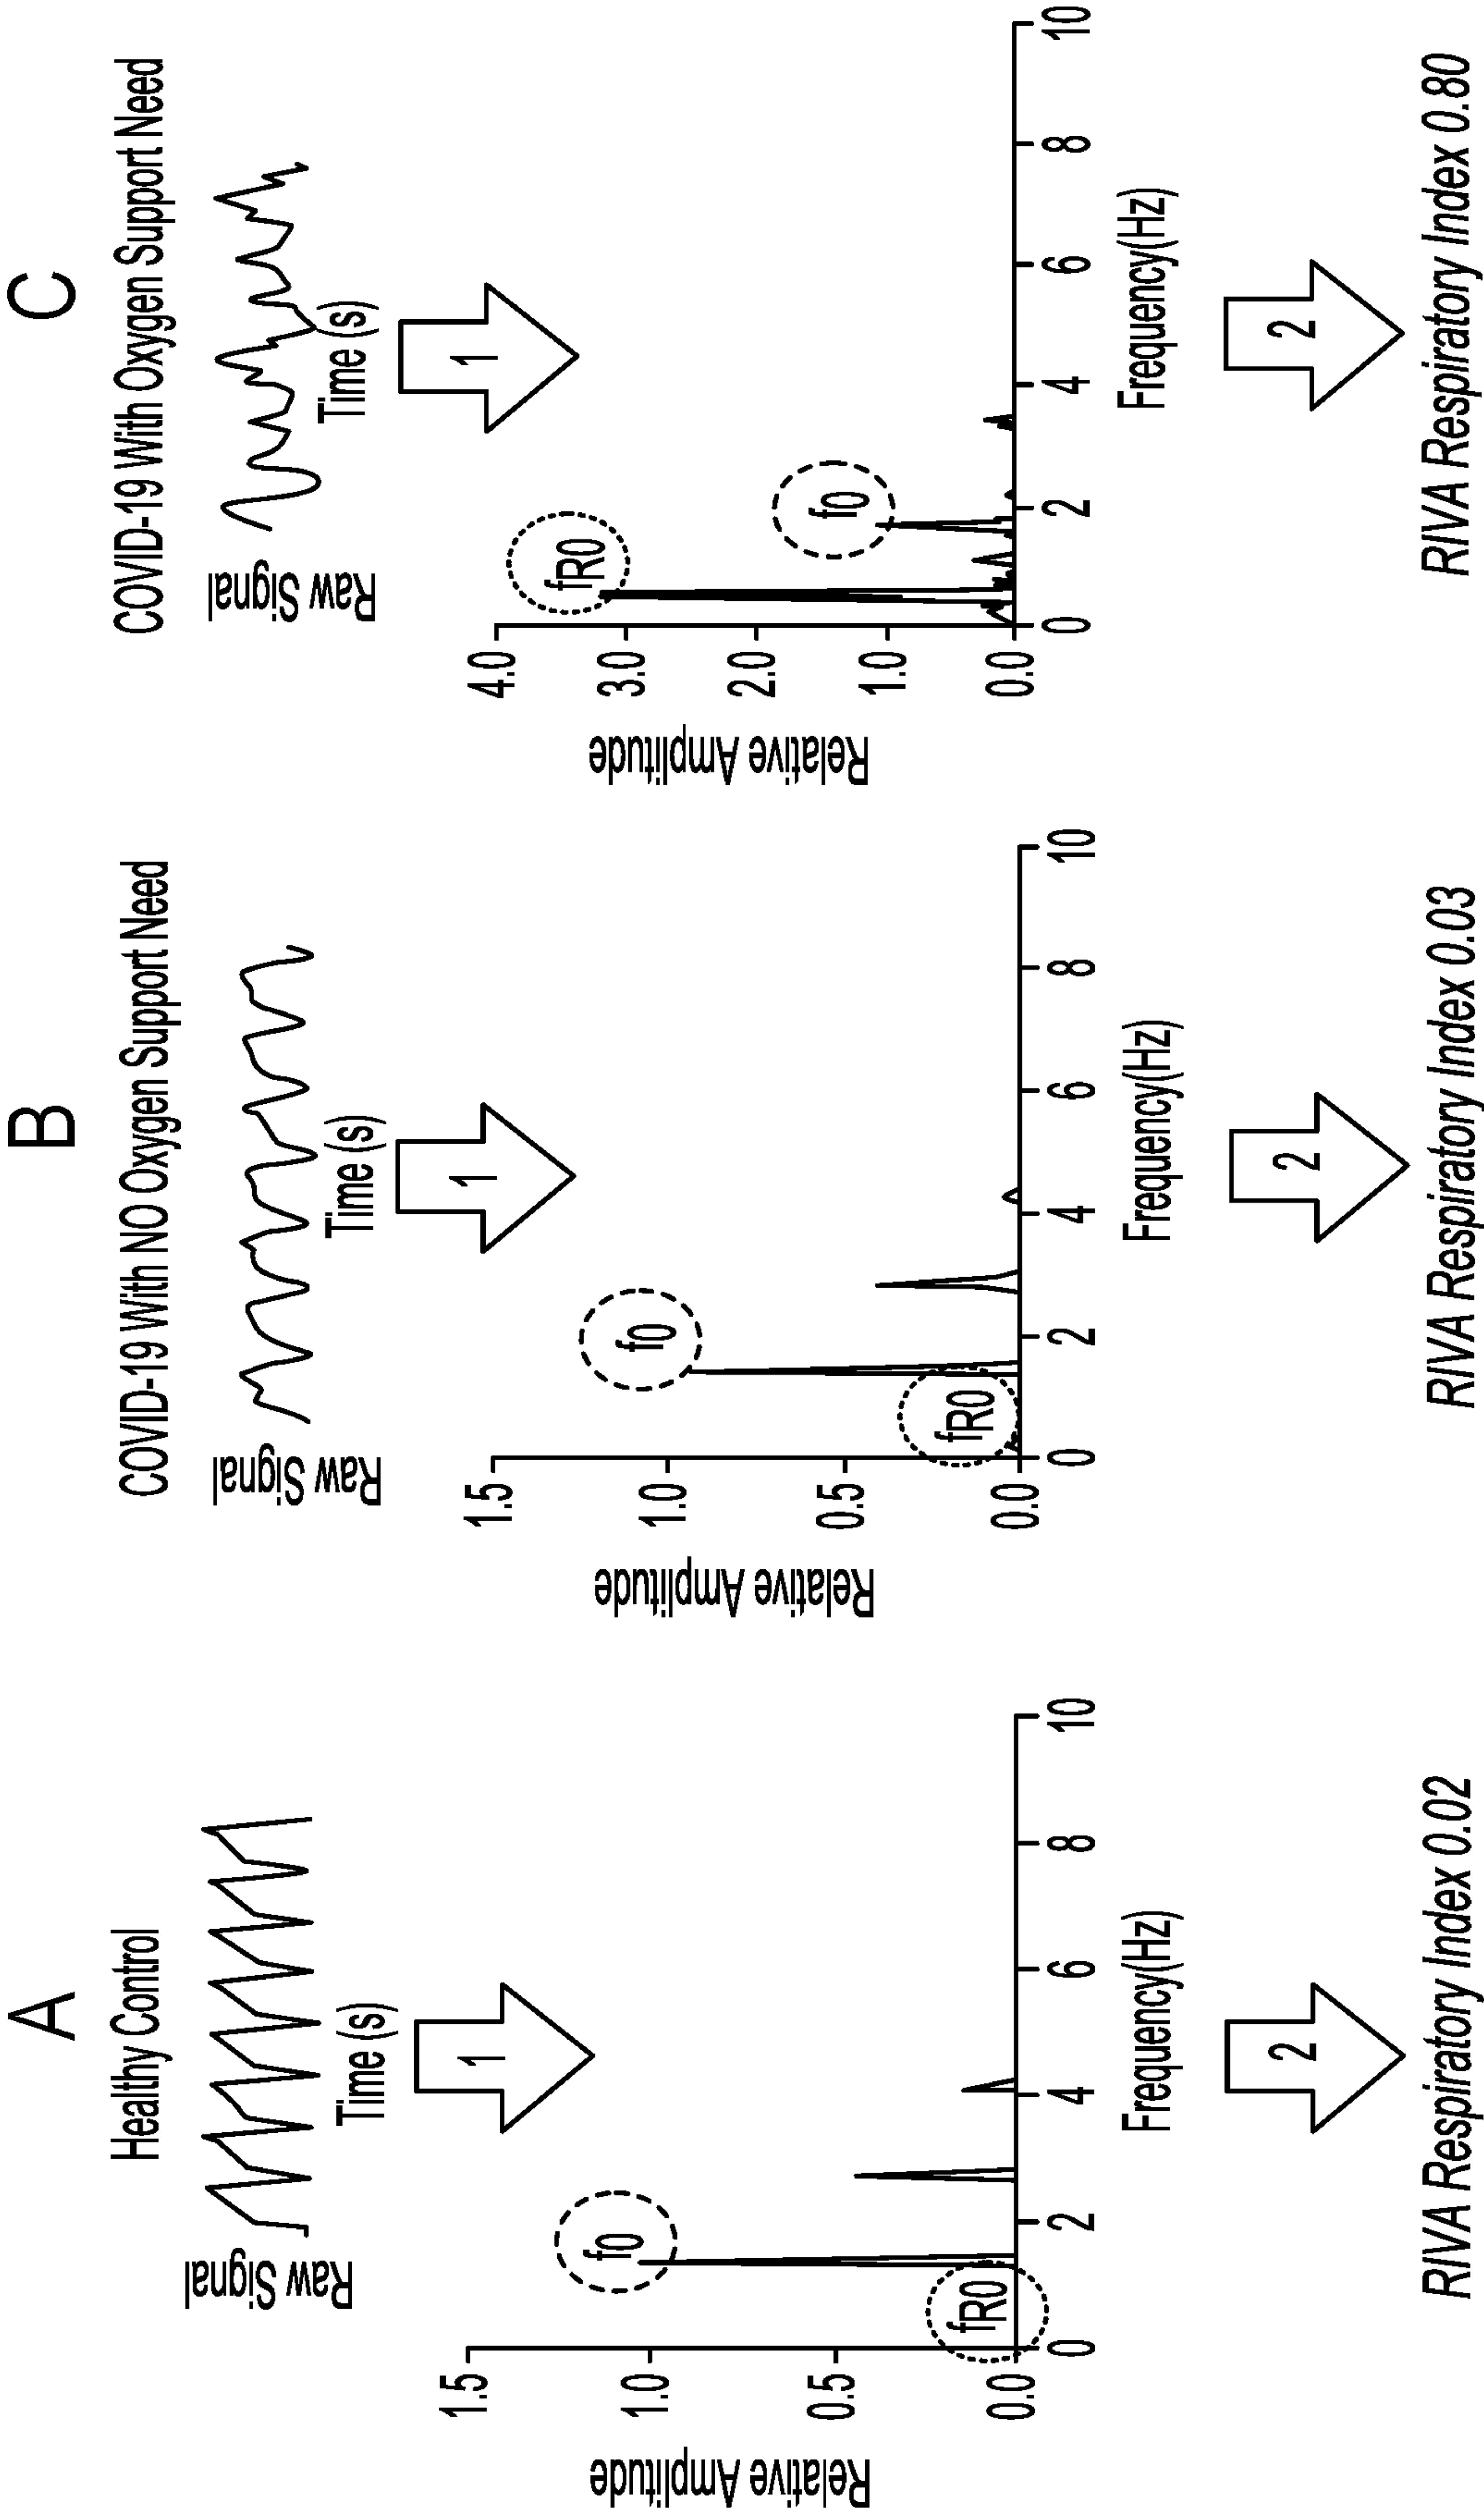 A
Healthy Control
Raw Signal
Time (s)
1
Relative Amplitude
1.5
1.0
0.5
0.0
f0
fR0
0 2 4 6 8 10
Frequency(Hz)
2
RIVA Respiratory Index 0.02
B
COVID-19 With NO Oxygen Support Need
Raw Signal
Time (s)
1
Relative Amplitude
1.5
1.0
0.5
0.0
f0
fR0
0 2 4 6 8 10
Frequency(Hz)
2
RIVA Respiratory Index 0.03
C
COVID-19 With Oxygen Support Need
Raw Signal
Time (s)
1
Relative Amplitude
4.0
3.0
2.0
1.0
0.0
fR0
f0
0 2 4 6 8 10
Frequency(Hz)
2
RIVA Respiratory Index 0.80